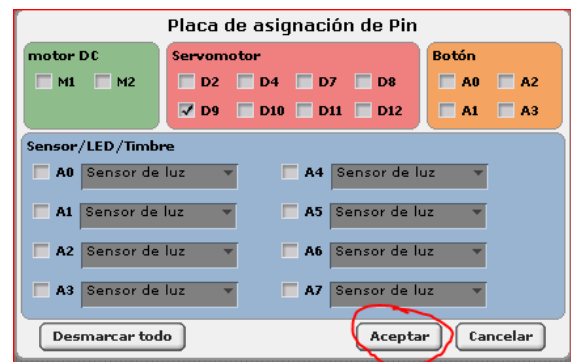 Placa de asignación de Pin
motor DC
M1 M2
Servomotor
D2 D4 D7 D8
D9 D10 D11 D12
Botón
A0 A2
A1 A3
Sensor/LED/Timbre
A0 Sensor de luz A4 Sensor de luz
A1 Sensor de luz A5 Sensor de luz
A2 Sensor de luz A6 Sensor de luz
A3 Sensor de luz A7 Sensor de luz
Desmarcar todo Aceptar Cancelar